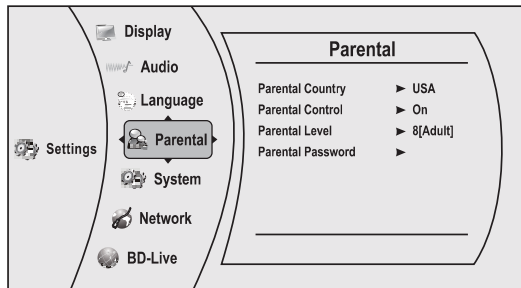 Settings
Display
Audio
Language
Parental
System
Network
BD-Live
Parental
Parental Country ► USA
Parental Control ► On
Parental Level ► 8[Adult]
Parental Password ►